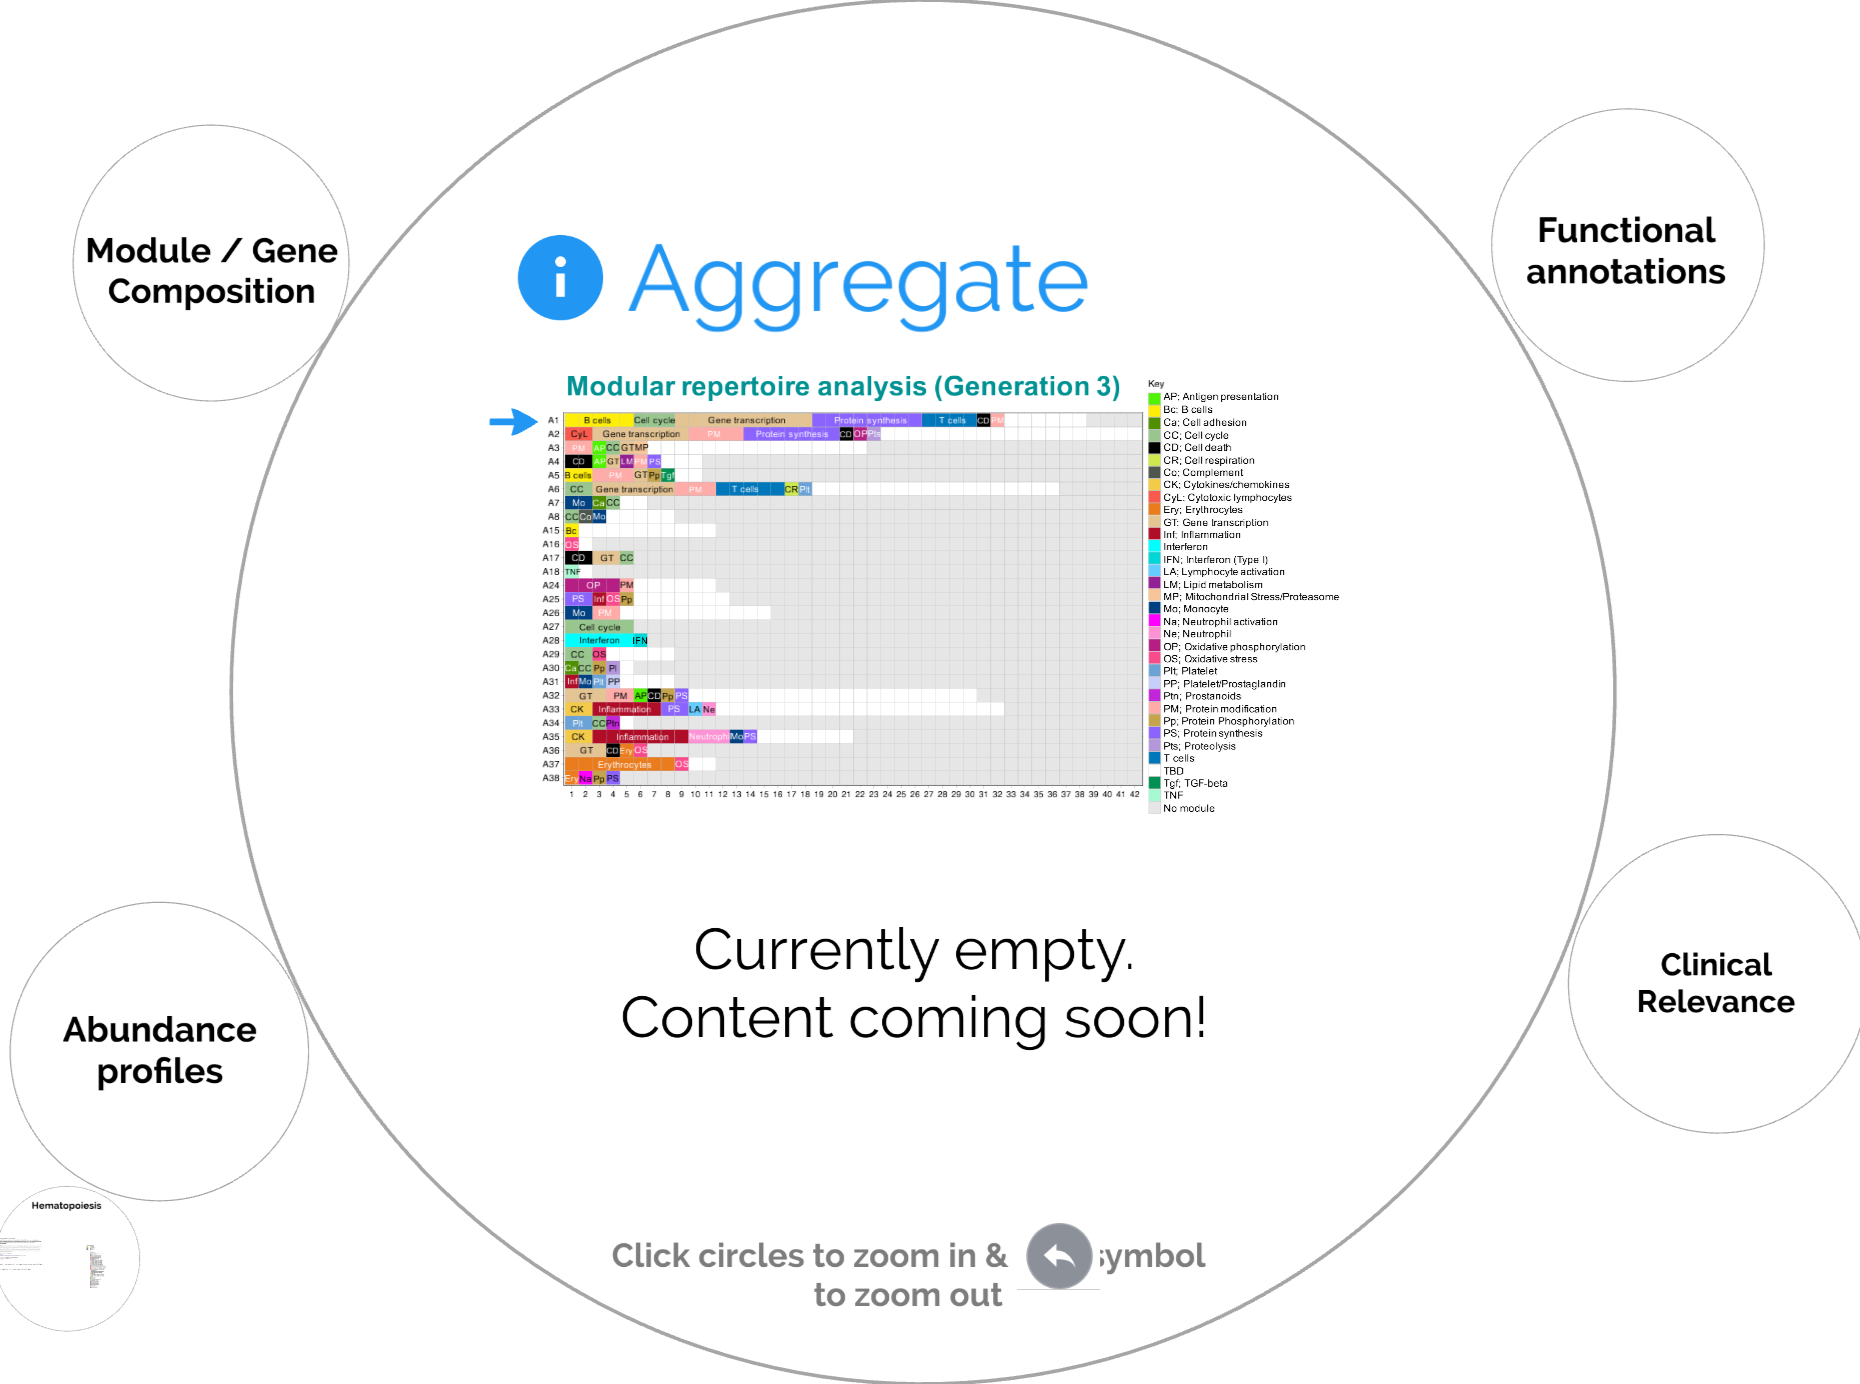 Module / Gene
Composition
Functional
annotations
Aggregate
Modular repertoire analysis (Generation 3)
A1 B cells Cell cycle Gene transcription Protein synthesis T cells CD PM
A2 CyL Gene transcription PM Protein synthesis CD OP Pts
A3 PM AP CC GT MP
A4 CD AP GT LM PM PS
A5 B cells PM GT Pp Tgf
A6 CC Gene transcription PM T cells CR Plt
A7 Mo Ca CC
A8 CC Co Mo
A15 Bc
A16 OS
A17 CD GT CC
A18 TNF
A24 OP PM
A25 PS Inf OS Pp
A26 Mo PM
A27 Cell cycle
A28 Interferon IFN
A29 CC OS
A30 Ca CC Pp Pl
A31 Inf Mo Plt PP
A32 GT PM AP CD Pp PS
A33 CK Inflammation PS LA Ne
A34 Plt CC Ptn
A35 CK Inflammation Neutroph Mo PS
A36 GT CD Ery OS
A37 Erythrocytes OS
A38 Ery Na Pp PS
1 2 3 4 5 6 7 8 9 10 11 12 13 14 15 16 17 18 19 20 21 22 23 24 25 26 27 28 29 30 31 32 33 34 35 36 37 38 39 40 41 42
Key
AP: Antigen presentation
Bc: B cells
Ca; Cell adhesion
CC; Cell cycle
CD; Cell death
CR; Cell respiration
Co; Complement
CK; Cytokines/chemokines
CyL: Cytotoxic lymphocytes
Ery; Erythrocytes
GT: Gene transcription
Inf; Inflammation
Interferon
IFN; Interferon (Type I)
LA; Lymphocyte activation
LM; Lipid metabolism
MP; Mitochondrial Stress/Proteasome
Mo; Monocyte
Na; Neutrophil activation
Ne; Neutrophil
OP; Oxidative phosphorylation
OS; Oxidative stress
Plt; Platelet
PP; Platelet/Prostaglandin
Ptn; Prostanoids
PM; Protein modification
Pp; Protein Phosphorylation
PS; Protein synthesis
Pts; Proteolysis
T cells
TBD
Tgf; TGF-beta
TNF
No module
Currently empty.
Content coming soon!
Abundance
profiles
Clinical
Relevance
Hematopoiesis
Click circles to zoom in & symbol
to zoom out